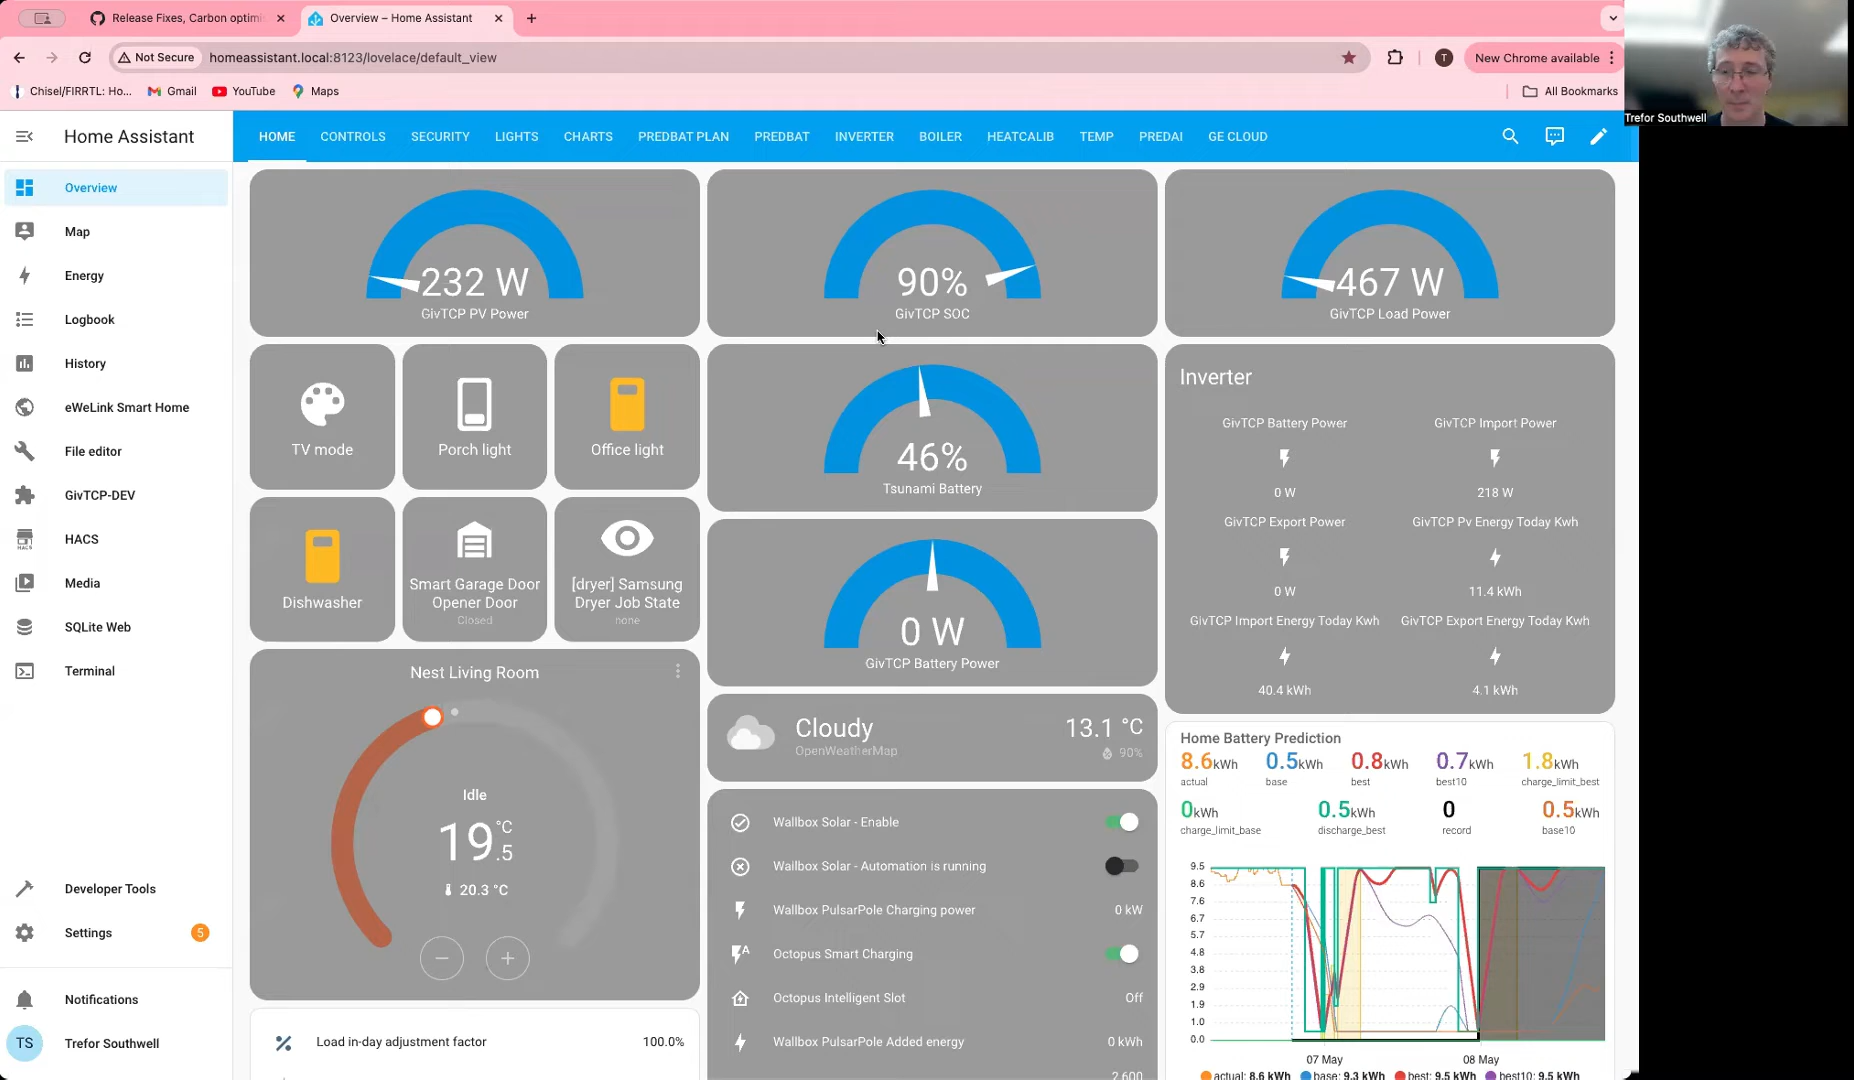 Release Fixes, Carbon optimi
Overview – Home Assistant
Not Secure
homeassistant.local:8123/lovelace/default_view
T
New Chrome available
Chisel/FIRRTL: Ho...
Gmail
YouTube
Maps
All Bookmarks
Trefor Southwell
Home Assistant
HOME
CONTROLS
SECURITY
LIGHTS
CHARTS
PREDBAT PLAN
PREDBAT
INVERTER
BOILER
HEATCALIB
TEMP
PREDAI
GE CLOUD
Overview
Map
Energy
Logbook
History
eWeLink Smart Home
File editor
GivTCP-DEV
HACS
Media
SQLite Web
Terminal
Developer Tools
Settings
5
Notifications
TS
Trefor Southwell
232 W
GivTCP PV Power
90%
GivTCP SOC
467 W
GivTCP Load Power
TV mode
Porch light
Office light
Dishwasher
Smart Garage Door
Opener Door
Closed
[dryer] Samsung
Dryer Job State
none
Nest Living Room
Idle
19.5 °C
20.3 °C
Load in-day adjustment factor
100.0%
46%
Tsunami Battery
0 W
GivTCP Battery Power
Cloudy
OpenWeatherMap
13.1 °C
90%
Wallbox Solar - Enable
Wallbox Solar - Automation is running
Wallbox PulsarPole Charging power
0 kW
Octopus Smart Charging
Octopus Intelligent Slot
Off
Wallbox PulsarPole Added energy
0 kWh
2,600
Inverter
GivTCP Battery Power
GivTCP Import Power
0 W
218 W
GivTCP Export Power
GivTCP Pv Energy Today Kwh
0 W
11.4 kWh
GivTCP Import Energy Today Kwh
GivTCP Export Energy Today Kwh
40.4 kWh
4.1 kWh
Home Battery Prediction
8.6kWh
0.5kWh
0.8kWh
0.7kWh
1.8kWh
actual
base
best
best10
charge_limit_best
0kWh
0.5kWh
0
0.5kWh
charge_limit_base
discharge_best
record
base10
9.5
8.6
7.6
6.7
5.7
4.8
3.8
2.9
1.9
1.0
0.0
07 May
08 May
actual: 8.6 kWh
base: 9.3 kWh
best: 9.5 kWh
best10: 9.5 kWh